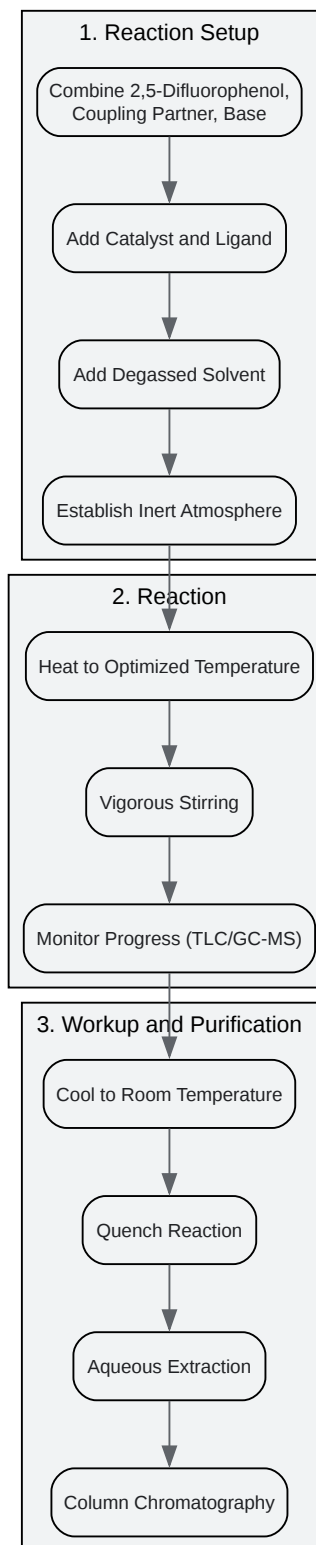 1. Reaction Setup
Combine 2,5-Difluorophenol,
Coupling Partner, Base
Add Catalyst and Ligand
Add Degassed Solvent
Establish Inert Atmosphere
2. Reaction
Heat to Optimized Temperature
Vigorous Stirring
Monitor Progress (TLC/GC-MS)
3. Workup and Purification
Cool to Room Temperature
Quench Reaction
Aqueous Extraction
Column Chromatography